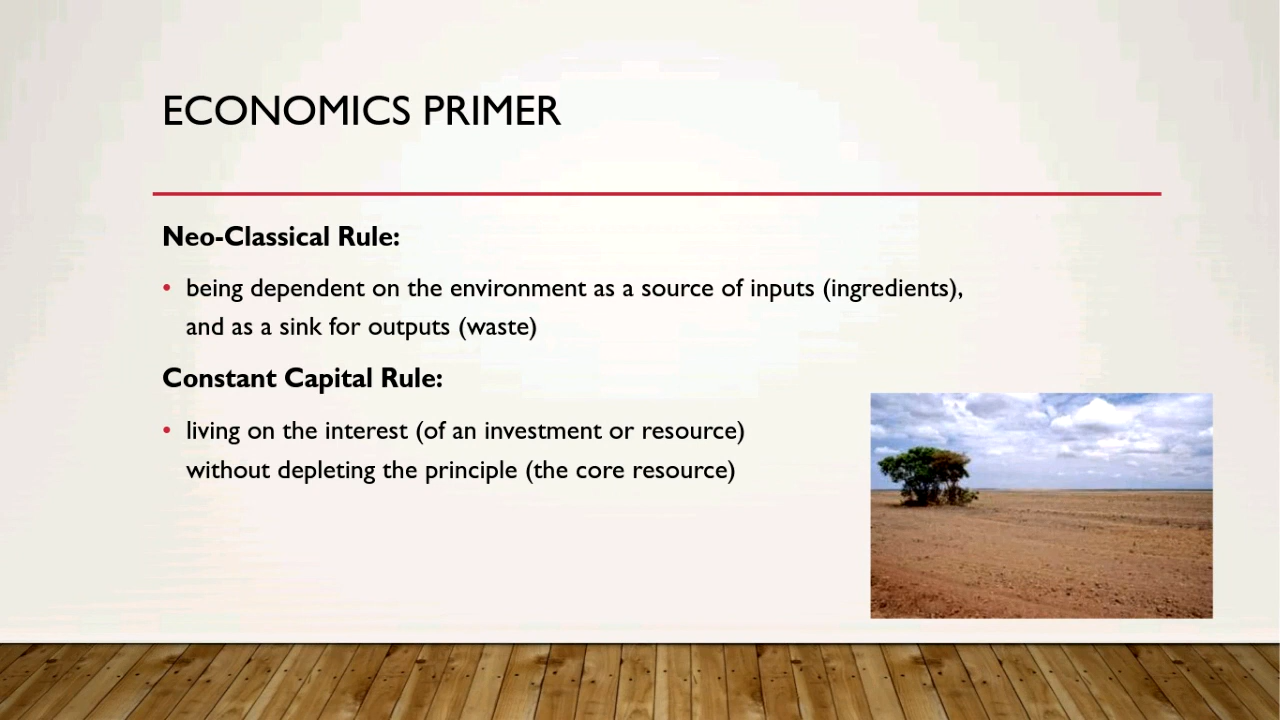 ECONOMICS PRIMER
Neo-Classical Rule:
• being dependent on the environment as a source of inputs (ingredients),
and as a sink for outputs (waste)
Constant Capital Rule:
• living on the interest (of an investment or resource)
without depleting the principle (the core resource)